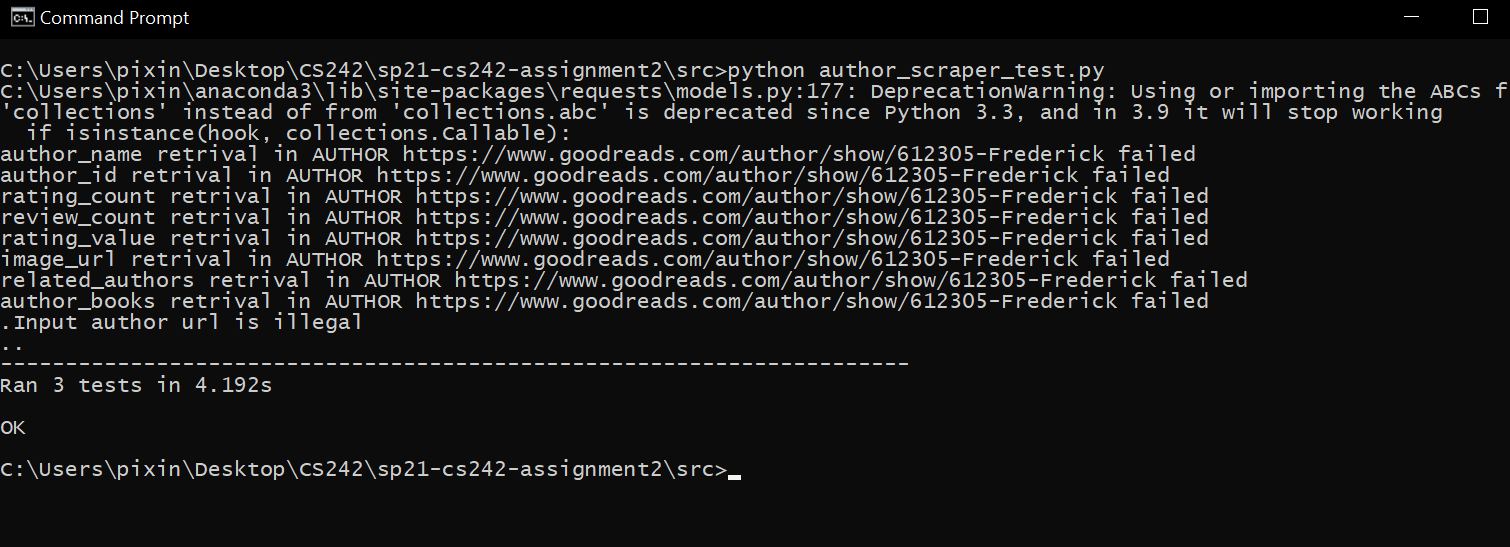 Command Prompt
C:\Users\pixin\Desktop\CS242\sp21-cs242-assignment2\src>python author_scraper_test.py
C:\Users\pixin\anaconda3\lib\site-packages\requests\models.py:177: DeprecationWarning: Using or importing the ABCs f
'collections' instead of from 'collections.abc' is deprecated since Python 3.3, and in 3.9 it will stop working
  if isinstance(hook, collections.Callable):
author_name retrival in AUTHOR https://www.goodreads.com/author/show/612305-Frederick failed
author_id retrival in AUTHOR https://www.goodreads.com/author/show/612305-Frederick failed
rating_count retrival in AUTHOR https://www.goodreads.com/author/show/612305-Frederick failed
review_count retrival in AUTHOR https://www.goodreads.com/author/show/612305-Frederick failed
rating_value retrival in AUTHOR https://www.goodreads.com/author/show/612305-Frederick failed
image_url retrival in AUTHOR https://www.goodreads.com/author/show/612305-Frederick failed
related_authors retrival in AUTHOR https://www.goodreads.com/author/show/612305-Frederick failed
author_books retrival in AUTHOR https://www.goodreads.com/author/show/612305-Frederick failed
.Input author url is illegal
..
----------------------------------------------------------------------
Ran 3 tests in 4.192s
OK
C:\Users\pixin\Desktop\CS242\sp21-cs242-assignment2\src>